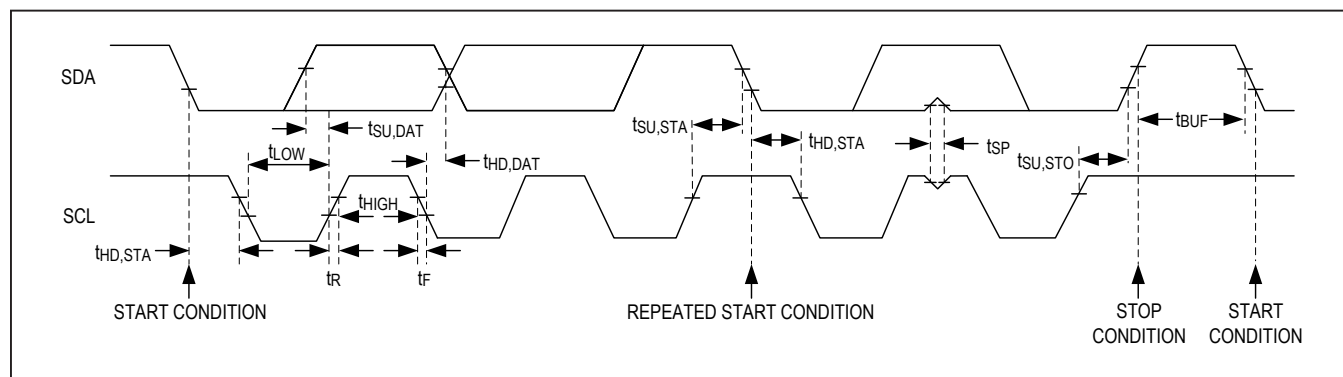 SDA
tSU,DAT
tLOW
tHD,DAT
tSU,STA
tHD,STA
tSP
tBUF
tSU,STO
SCL
tHIGH
tHD,STA
tR
tF
START CONDITION
REPEATED START CONDITION
STOP
CONDITION
START
CONDITION